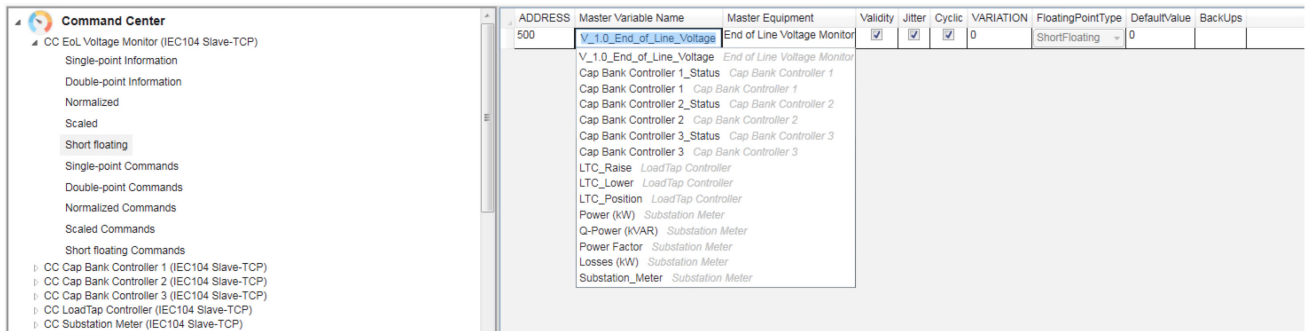 Command Center
CC EoL Voltage Monitor (IEC104 Slave-TCP)
Single-point Information
Double-point Information
Normalized
Scaled
Short floating
Single-point Commands
Double-point Commands
Normalized Commands
Scaled Commands
Short floating Commands
CC Cap Bank Controller 1 (IEC104 Slave-TCP)
CC Cap Bank Controller 2 (IEC104 Slave-TCP)
CC Cap Bank Controller 3 (IEC104 Slave-TCP)
CC LoadTap Controller (IEC104 Slave-TCP)
CC Substation Meter (IEC104 Slave-TCP)
ADDRESS Master Variable Name Master Equipment Validity Jitter Cyclic VARIATION FloatingPointType DefaultValue BackUps
500 V_1.0_End_of_Line_Voltage End of Line Voltage Monitor 0 ShortFloating 0
V_1.0_End_of_Line_Voltage End of Line Voltage Monitor
Cap Bank Controller 1_Status Cap Bank Controller 1
Cap Bank Controller 1 Cap Bank Controller 1
Cap Bank Controller 2_Status Cap Bank Controller 2
Cap Bank Controller 2 Cap Bank Controller 2
Cap Bank Controller 3_Status Cap Bank Controller 3
Cap Bank Controller 3 Cap Bank Controller 3
LTC_Raise LoadTap Controller
LTC_Lower LoadTap Controller
LTC_Position LoadTap Controller
Power (kW) Substation Meter
Q-Power (kVAR) Substation Meter
Power Factor Substation Meter
Losses (kW) Substation Meter
Substation_Meter Substation Meter